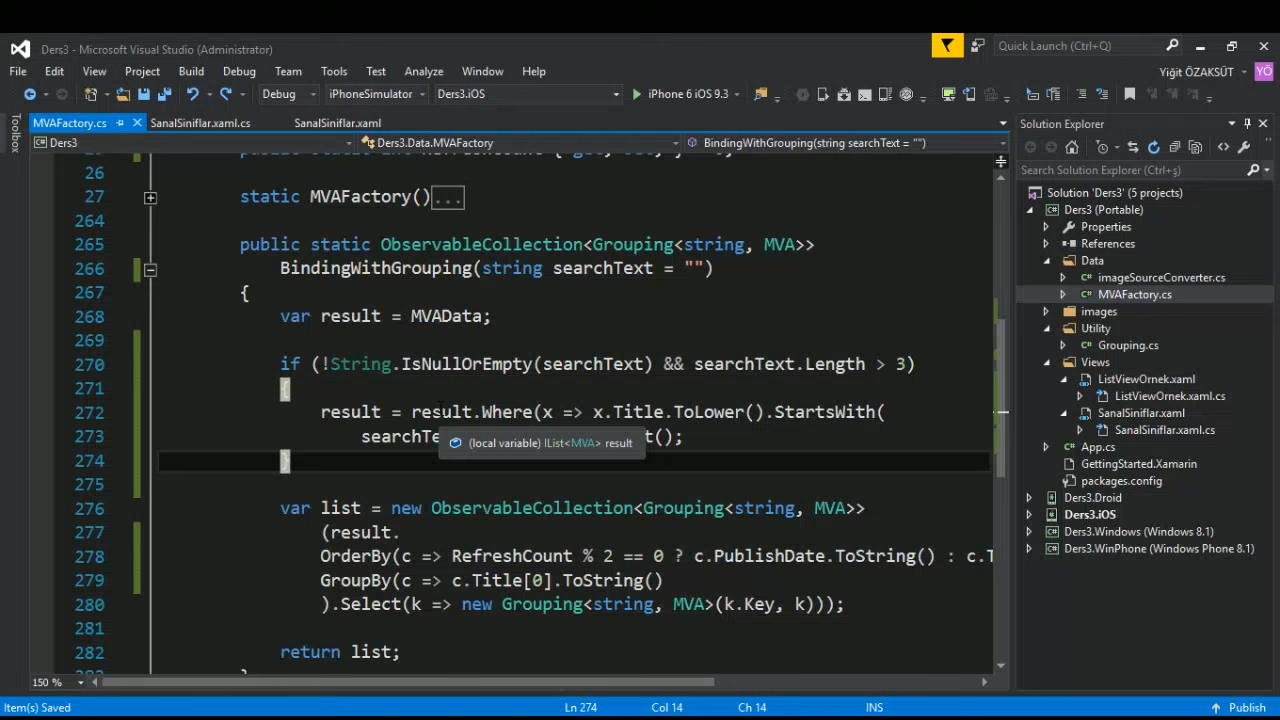 Ders3 - Microsoft Visual Studio (Administrator)
Quick Launch (Ctrl+Q)
File Edit View Project Build Debug Team Tools Test Analyze Window Help
Yiğit ÖZAKSÜT YÖ
Debug iPhoneSimulator Ders3.iOS iPhone 6 iOS 9.3
Toolbox
MVAFactory.cs SanalSiniflar.xaml.cs SanalSiniflar.xaml
Ders3 Ders3.Data.MVAFactory BindingWithGrouping(string searchText = "")
26
27 static MVAFactory()...
264
265 public static ObservableCollection<Grouping<string, MVA>>
266 BindingWithGrouping(string searchText = "")
267 {
268 var result = MVAData;
269
270 if (!String.IsNullOrEmpty(searchText) && searchText.Length > 3)
271 {
272 result = result.Where(x => x.Title.ToLower().StartsWith(
273 searchTe t();
(local variable) IList<MVA> result
274 }
275
276 var list = new ObservableCollection<Grouping<string, MVA>>
277 (result.
278 OrderBy(c => RefreshCount % 2 == 0 ? c.PublishDate.ToString() : c.T
279 GroupBy(c => c.Title[0].ToString()
280 ).Select(k => new Grouping<string, MVA>(k.Key, k)));
281
282 return list;
150 %
Solution Explorer
Search Solution Explorer (Ctrl+ş)
Solution 'Ders3' (5 projects)
Ders3 (Portable)
Properties
References
Data
imageSourceConverter.cs
MVAFactory.cs
images
Utility
Grouping.cs
Views
ListViewOrnek.xaml
ListViewOrnek.xaml.cs
SanalSiniflar.xaml
SanalSiniflar.xaml.cs
App.cs
GettingStarted.Xamarin
packages.config
Ders3.Droid
Ders3.iOS
Ders3.Windows (Windows 8.1)
Ders3.WinPhone (Windows Phone 8.1)
Item(s) Saved Ln 274 Col 14 Ch 14 INS Publish